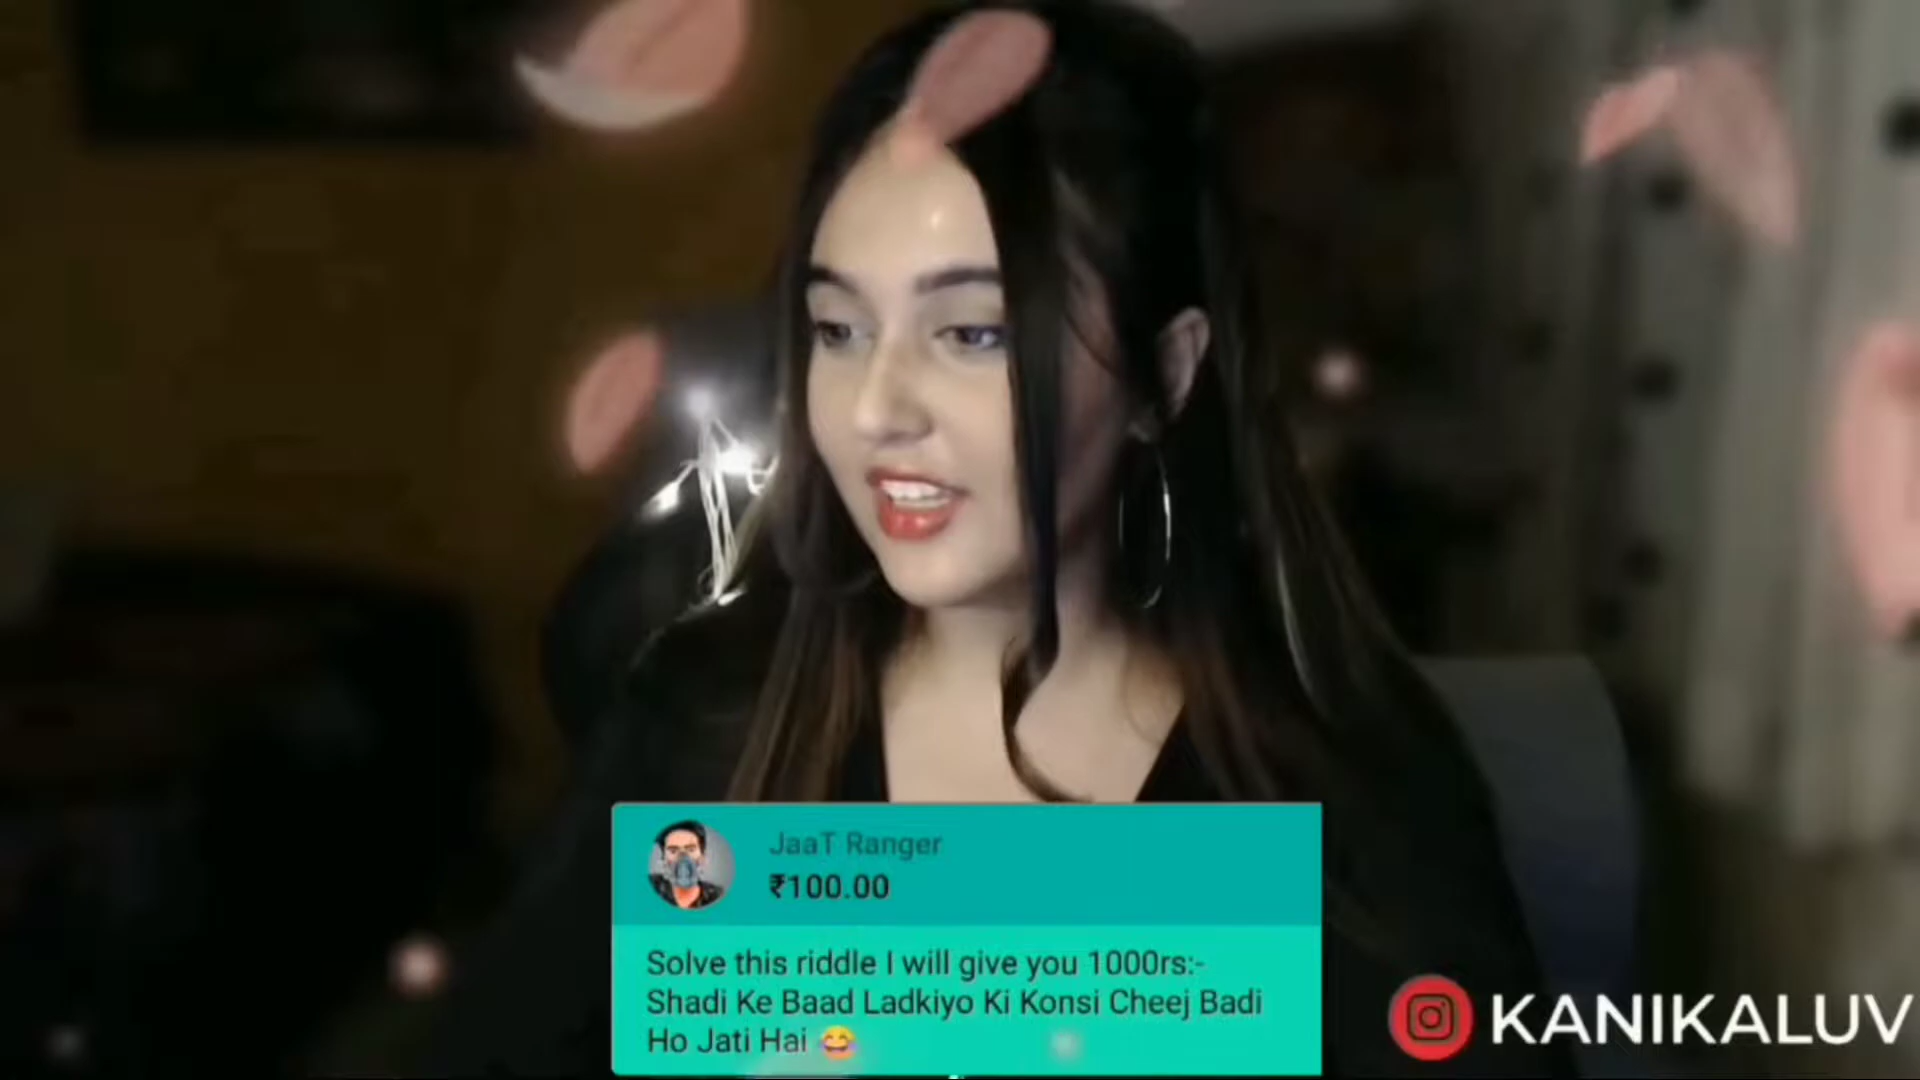 JaaT Ranger
₹100.00
Solve this riddle I will give you 1000rs:-
Shadi Ke Baad Ladkiyo Ki Konsi Cheej Badi
Ho Jati Hai 😂
KANIKALUV